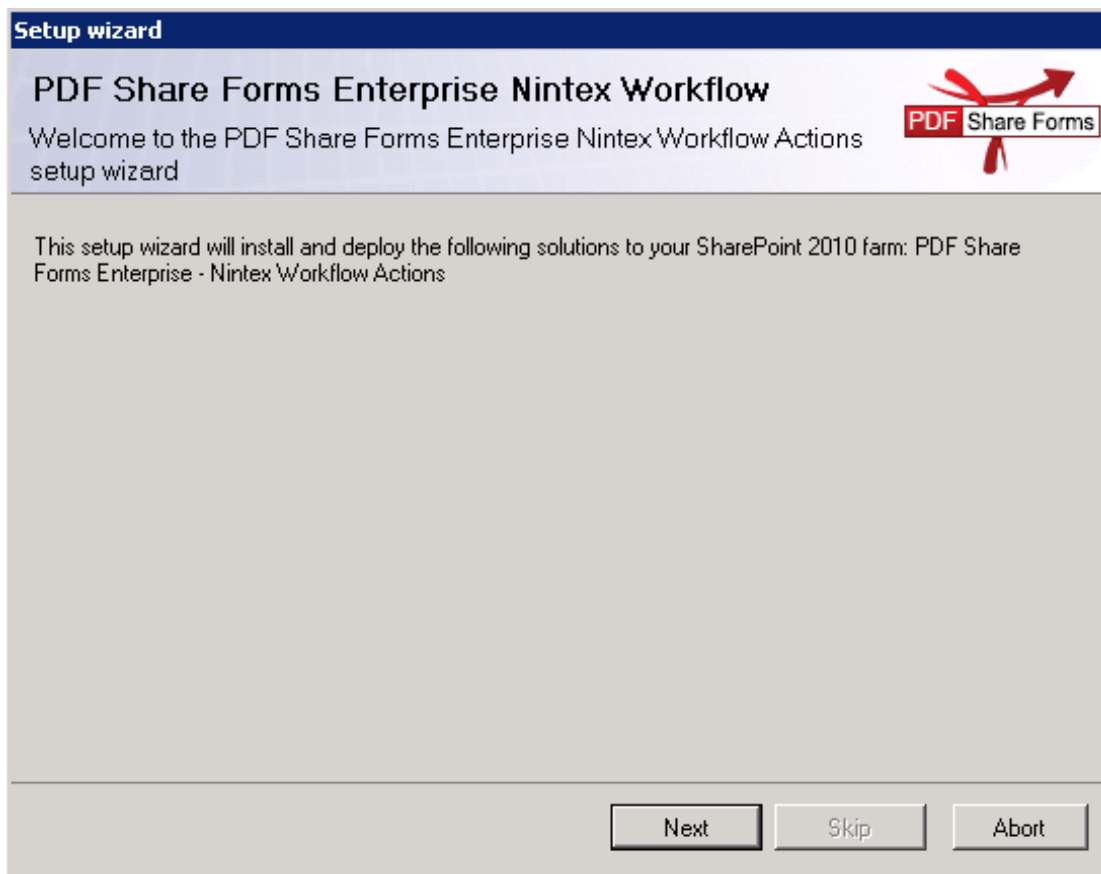 Setup wizard
PDF Share Forms Enterprise Nintex Workflow
Welcome to the PDF Share Forms Enterprise Nintex Workflow Actions
setup wizard
PDF Share Forms
This setup wizard will install and deploy the following solutions to your SharePoint 2010 farm: PDF Share
Forms Enterprise - Nintex Workflow Actions
Next
Skip
Abort